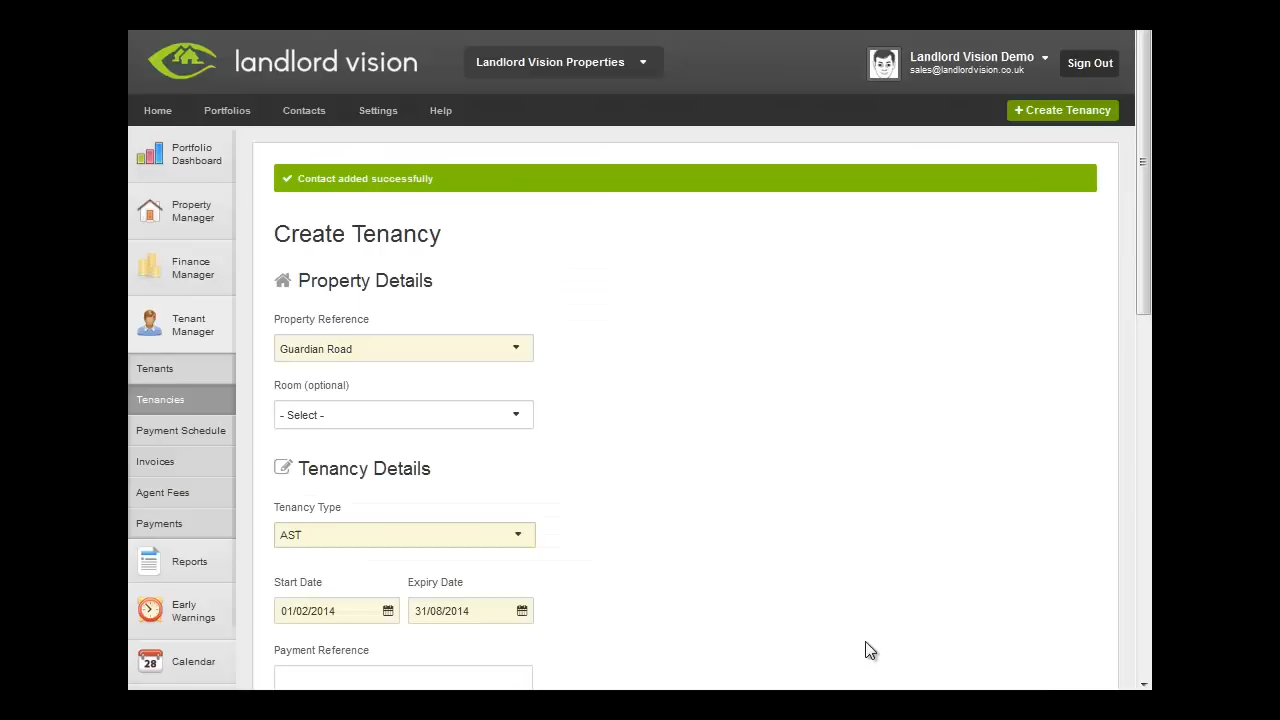 landlord vision
Landlord Vision Properties
Landlord Vision Demo
sales@landlordvision.co.uk
Sign Out
Home
Portfolios
Contacts
Settings
Help
+ Create Tenancy
Portfolio
Dashboard
Property
Manager
Finance
Manager
Tenant
Manager
Tenants
Tenancies
Payment Schedule
Invoices
Agent Fees
Payments
Reports
Early
Warnings
28
Calendar
Contact added successfully
Create Tenancy
Property Details
Property Reference
Guardian Road
Room (optional)
- Select -
Tenancy Details
Tenancy Type
AST
Start Date
Expiry Date
01/02/2014
31/08/2014
Payment Reference